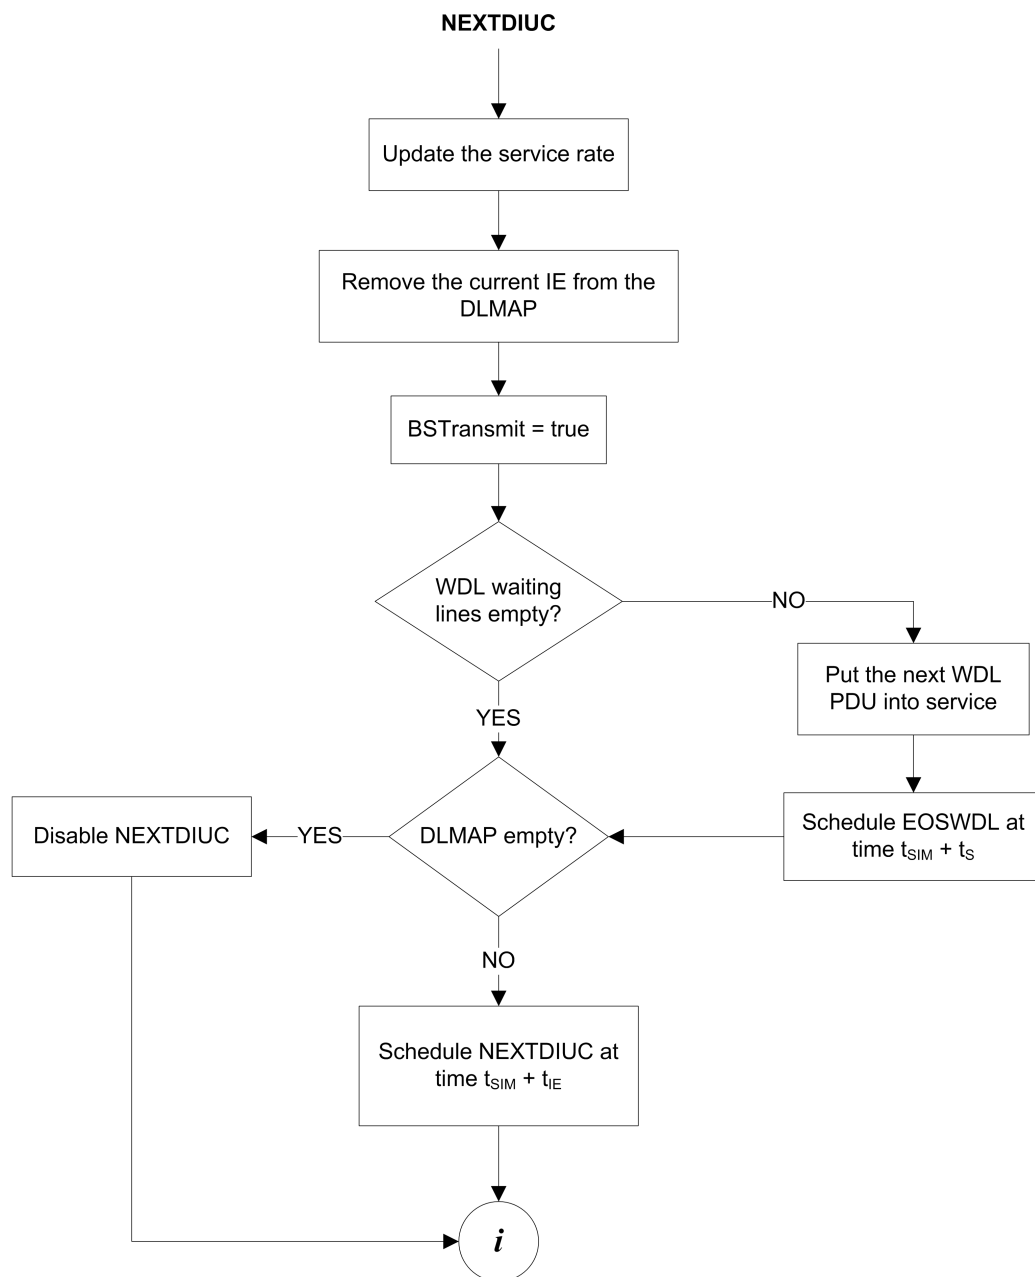 NEXTDIUC
Update the service rate
Remove the current IE from the
DLMAP
BSTransmit = true
WDL waiting
lines empty?
NO
Put the next WDL
PDU into service
YES
Schedule EOSWDL at
time tSIM + tS
DLMAP empty?
YES
Disable NEXTDIUC
NO
Schedule NEXTDIUC at
time tSIM + tIE
i